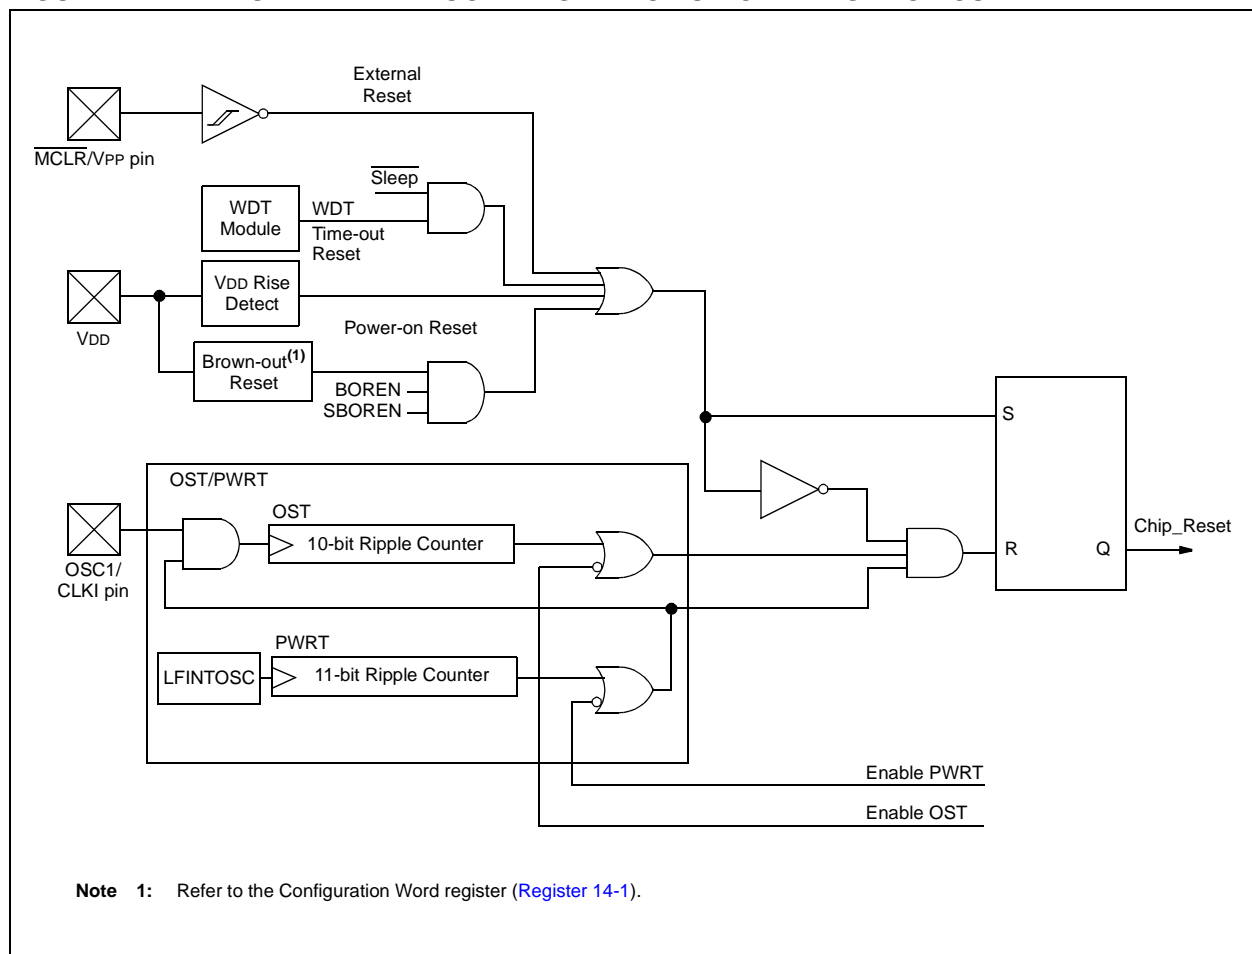 External
Reset
MCLR/VPP pin
Sleep
WDT
Module
WDT
Time-out
Reset
VDD Rise
Detect
VDD
Power-on Reset
Brown-out(1)
Reset
BOREN
SBOREN
S
OST/PWRT
OST
10-bit Ripple Counter
Chip_Reset
R
Q
OSC1/
CLKI pin
PWRT
LFINTOSC
11-bit Ripple Counter
Enable PWRT
Enable OST
Note 1: Refer to the Configuration Word register (Register 14-1).